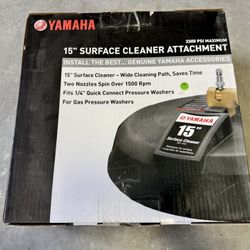 YAMAHA
3300 PSI MAXIMUM
15" SURFACE CLEANER ATTACHMENT
INSTALL THE BEST... GENUINE YAMAHA ACCESSORIES
15" Surface Cleaner – Wide Cleaning Path, Saves Time
Two Nozzles Spin Over 1500 Rpm
Fits 1/4" Quick Connect Pressure Washers
For Gas Pressure Washers
YAMAHA
15"
Surface Cleaner